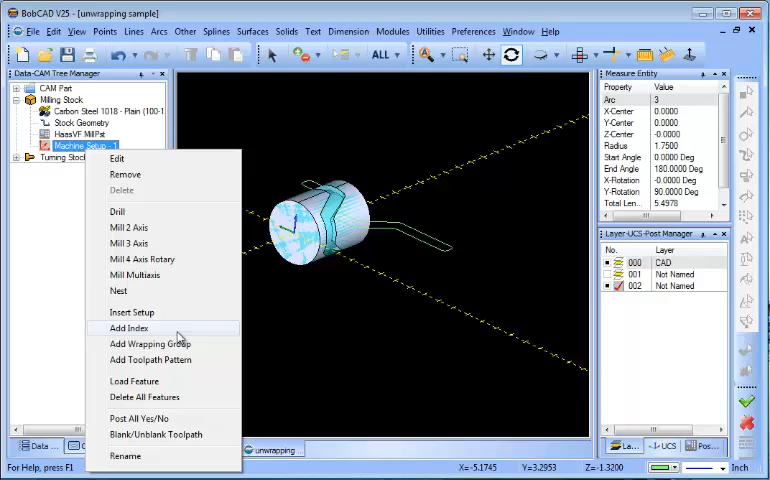 BobCAD V25 - [unwrapping sample]
File Edit View Points Lines Arcs Other Splines Surfaces Solids Text Dimension Modules Utilities Preferences Window Help
ALL
Data-CAM Tree Manager
CAM Part
Milling Stock
Carbon Steel 1018 - Plain (100-1
Stock Geometry
HaasVF MillPst
Machine Setup - 1
Turning Stock
Edit
Remove
Delete
Drill
Mill 2 Axis
Mill 3 Axis
Mill 4 Axis Rotary
Mill Multiaxis
Nest
Insert Setup
Add Index
Add Wrapping Group
Add Toolpath Pattern
Load Feature
Delete All Features
Post All Yes/No
Blank/Unblank Toolpath
Rename
Measure Entity
Property Value
Arc 3
X-Center 0.0000
Y-Center 0.0000
Z-Center -0.0000
Radius 1.7500
Start Angle 0.0000 Deg
End Angle 180.0000 Deg
X-Rotation -0.0000 Deg
Y-Rotation 90.0000 Deg
Total Len... 5.4978
Layer-UCS-Post Manager
No. Layer
000 CAD
001 Not Named
002 Not Named
Data ...
unwrapping ...
La... UCS Pos...
For Help, press F1
X=-5.1745 Y=3.2953 Z=-1.3200 Inch